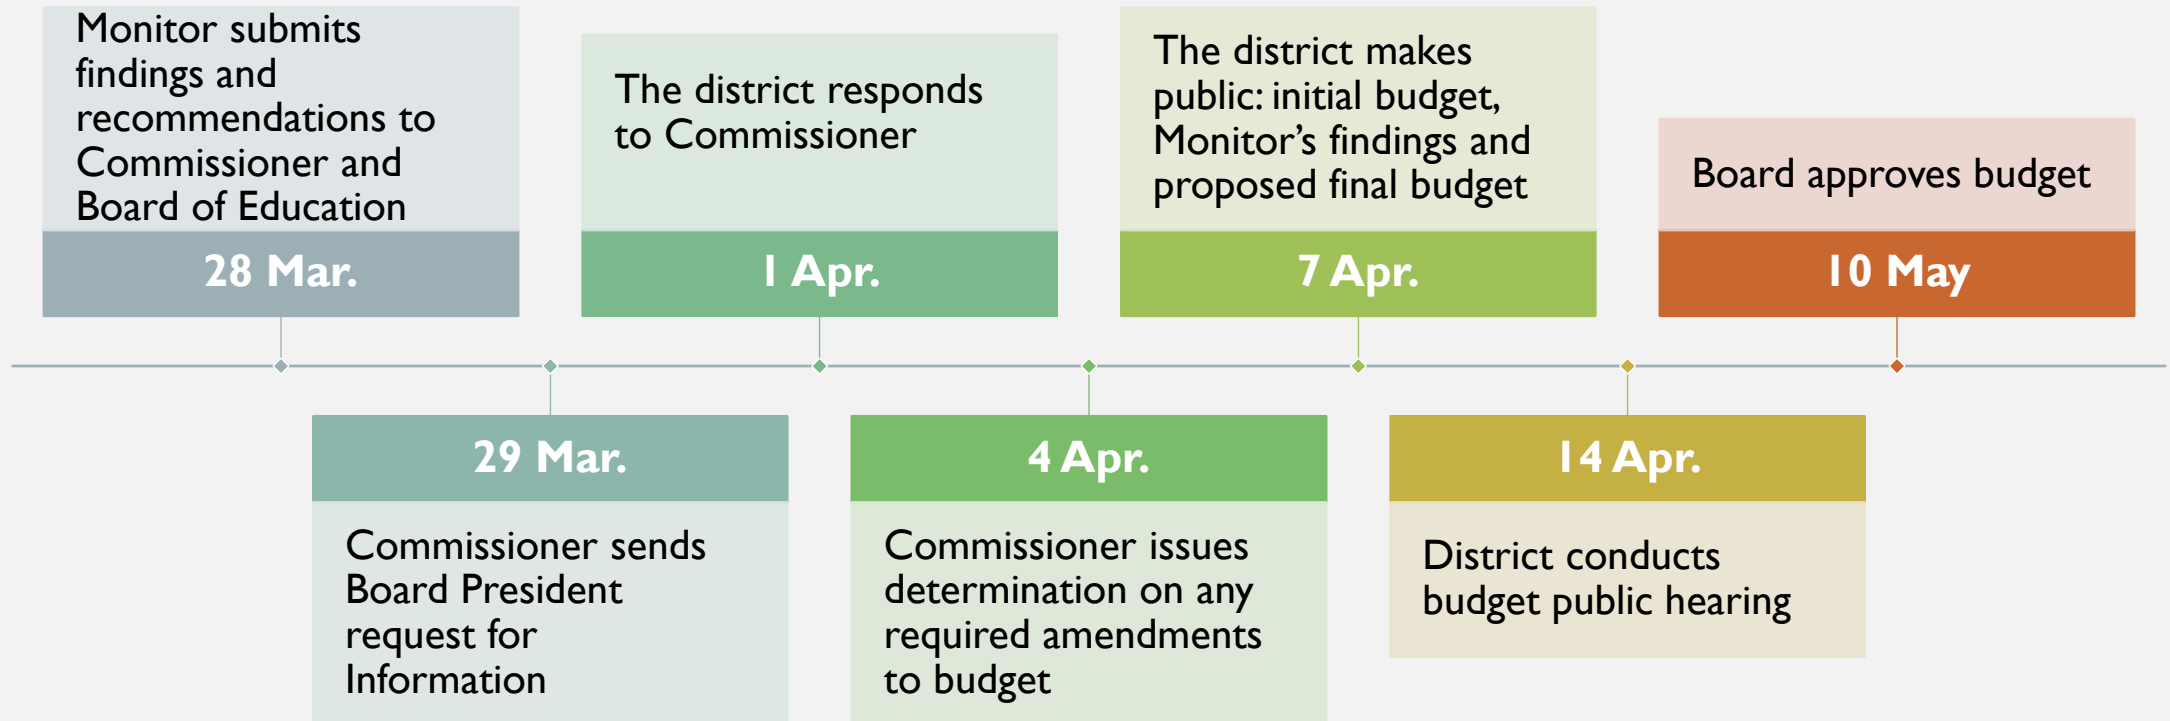 Monitor submits
findings and
recommendations to
Commissioner and
Board of Education
28 Mar.
29 Mar.
Commissioner sends
Board President
request for
Information
The district responds
to Commissioner
1 Apr.
4 Apr.
Commissioner issues
determination on any
required amendments
to budget
The district makes
public: initial budget,
Monitor’s findings and
proposed final budget
7 Apr.
14 Apr.
District conducts
budget public hearing
Board approves budget
10 May